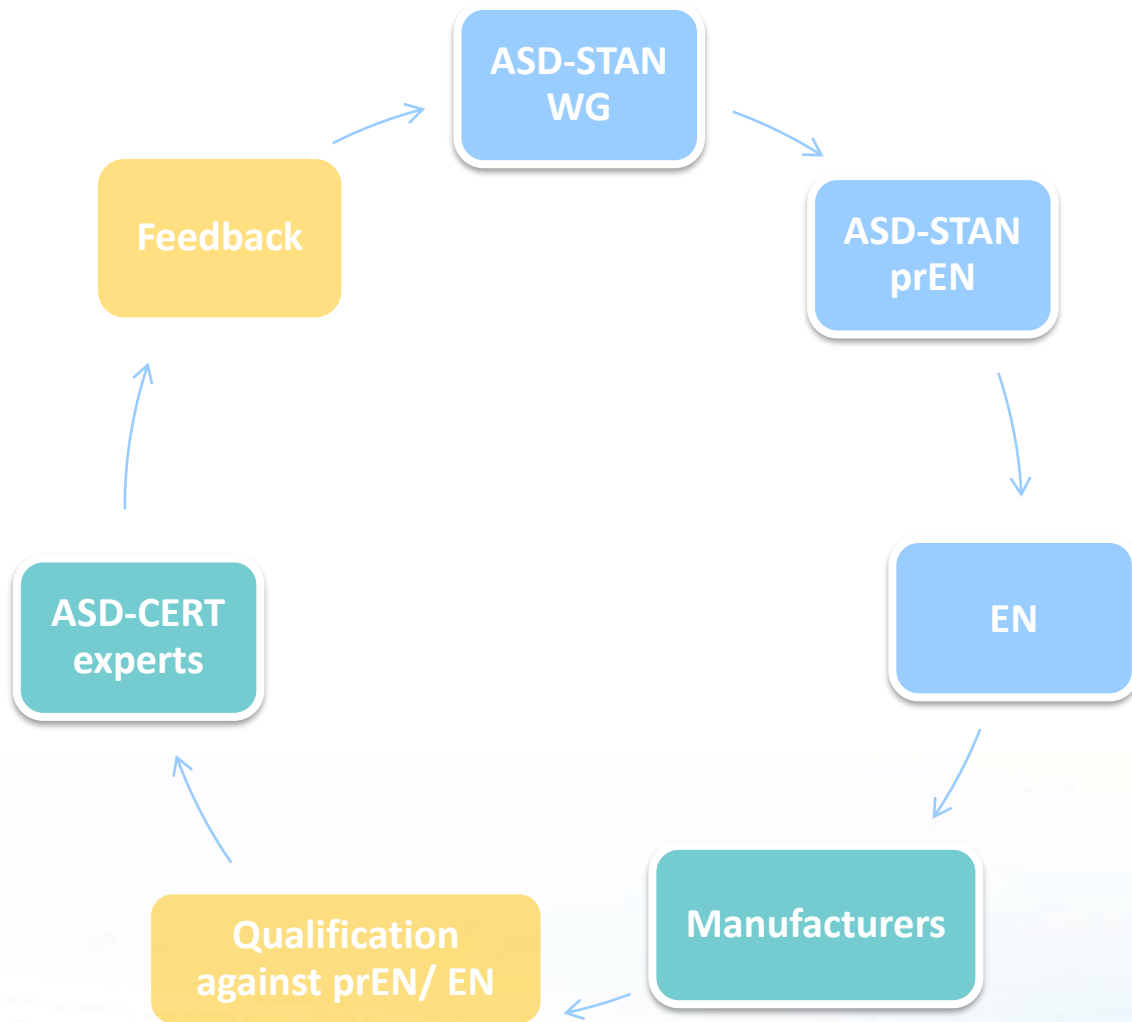 ASD-STAN
WG
ASD-STAN
prEN
EN
Manufacturers
Qualification
against prEN/ EN
ASD-CERT
experts
Feedback